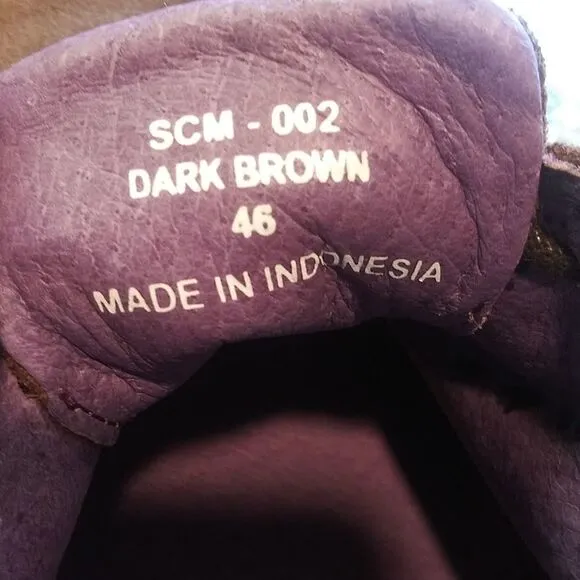 SCM - 002
DARK BROWN
46
MADE IN INDONESIA